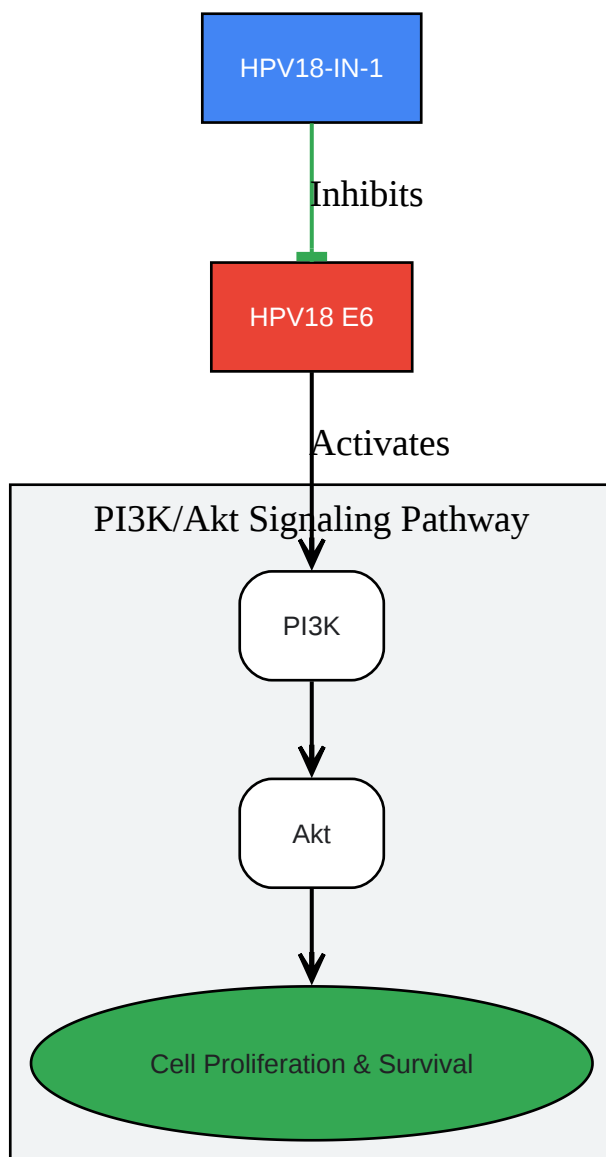 HPV18-IN-1
Inhibits
HPV18 E6
Activates
PI3K/Akt Signaling Pathway
PI3K
Akt
Cell Proliferation & Survival